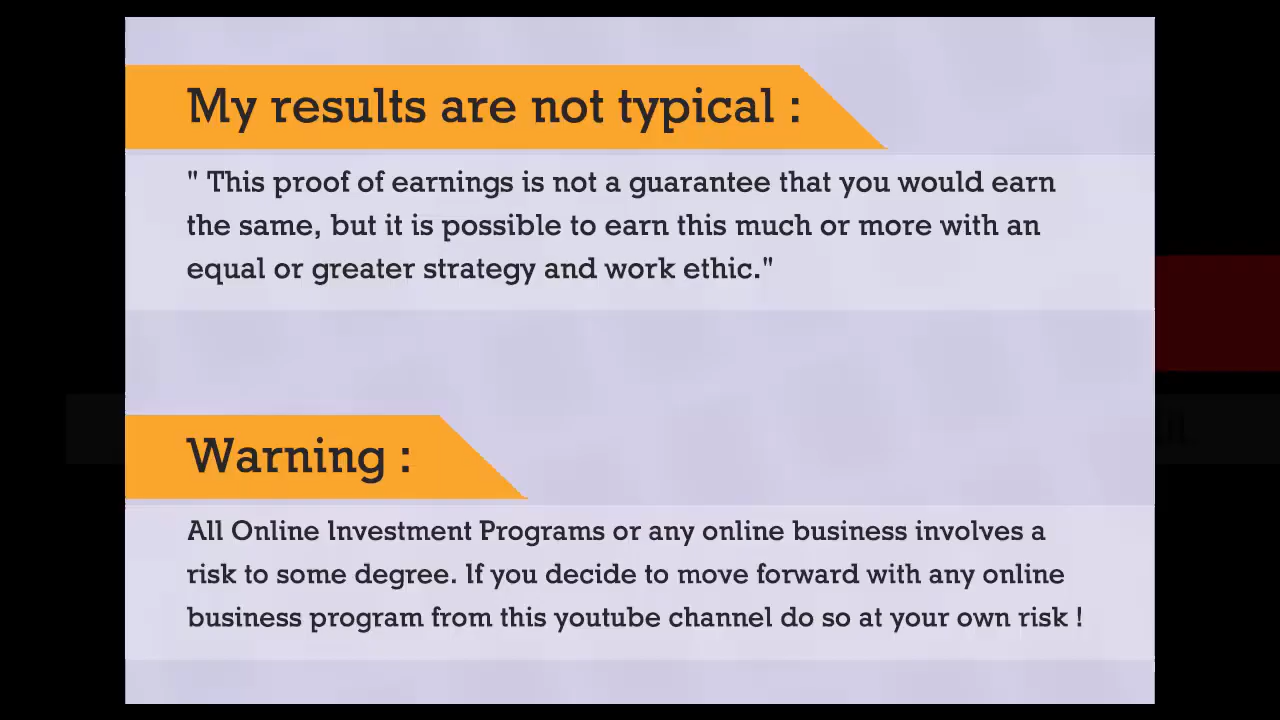 My results are not typical :
" This proof of earnings is not a guarantee that you would earn
the same, but it is possible to earn this much or more with an
equal or greater strategy and work ethic."
Warning :
All Online Investment Programs or any online business involves a
risk to some degree. If you decide to move forward with any online
business program from this youtube channel do so at your own risk !